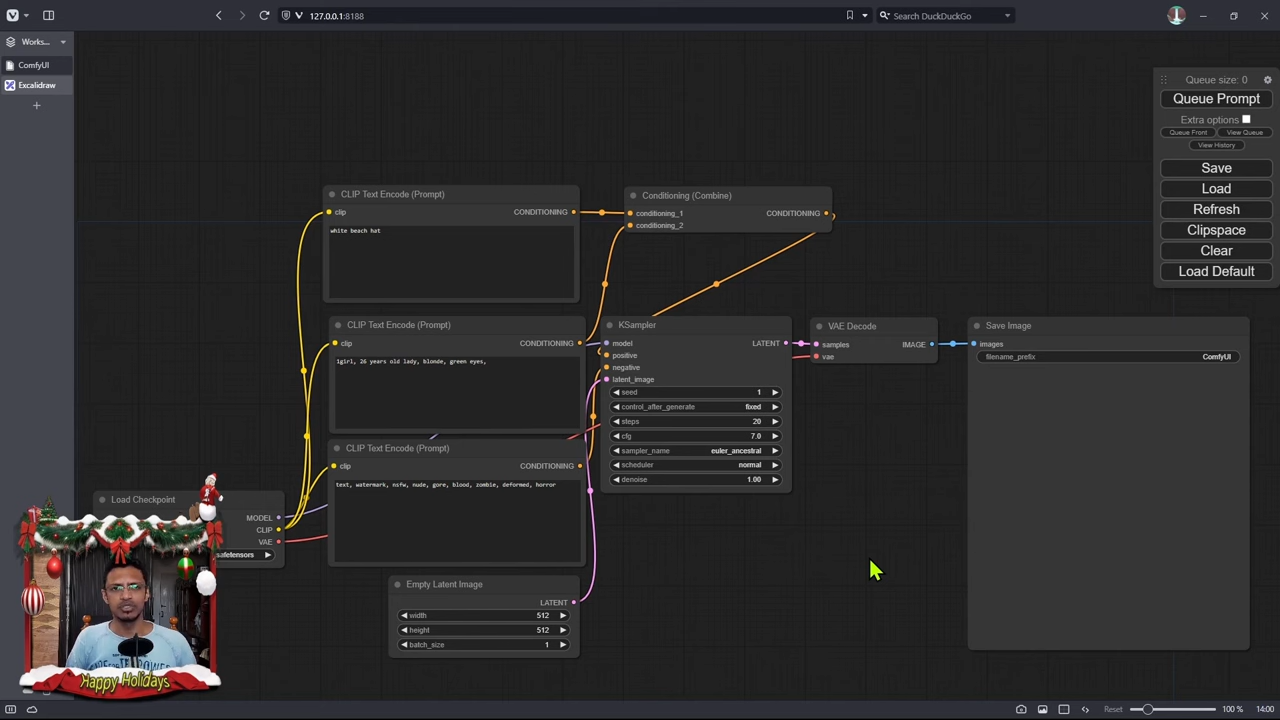 127.0.0.1:8188
Search DuckDuckGo
Works...
ComfyUI
Excalidraw
Queue size: 0
Queue Prompt
Extra options
Queue Front
View Queue
View History
Save
Load
Refresh
Clipspace
Clear
Load Default
CLIP Text Encode (Prompt)
clip
CONDITIONING
white beach hat
Conditioning (Combine)
conditioning_1
CONDITIONING
conditioning_2
CLIP Text Encode (Prompt)
clip
CONDITIONING
1girl, 26 years old lady, blonde, green eyes,
CLIP Text Encode (Prompt)
clip
CONDITIONING
text, watermark, nsfw, nude, gore, blood, zombie, deformed, horror
KSampler
model
LATENT
positive
negative
latent_image
seed 1
control_after_generate fixed
steps 20
cfg 7.0
sampler_name euler_ancestral
scheduler normal
denoise 1.00
VAE Decode
samples
IMAGE
vae
Save Image
images
filename_prefix ComfyUI
Load Checkpoint
MODEL
CLIP
VAE
safetensors
Empty Latent Image
LATENT
width 512
height 512
batch_size 1
Happy Holidays
Reset
100 %
14:00